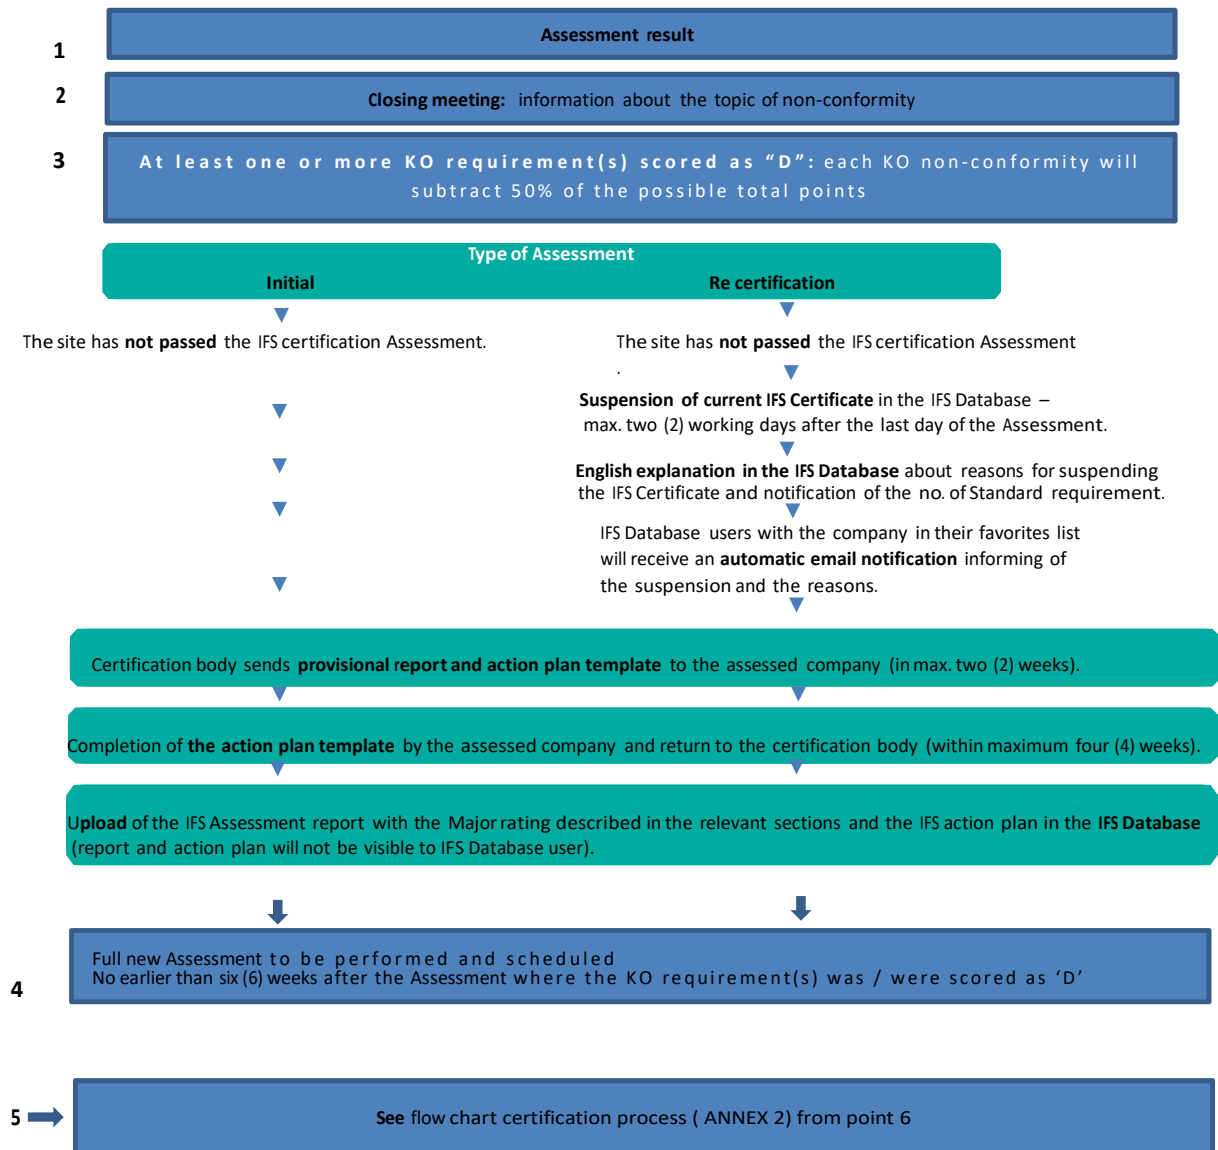 1
Assessment result
2
Closing meeting: information about the topic of non-conformity
3
At least one or more KO requirement(s) scored as “D”: each KO non-conformity will
subtract 50% of the possible total points
Type of Assessment
Initial
Re certification
The site has not passed the IFS certification Assessment.
The site has not passed the IFS certification Assessment
.
Suspension of current IFS Certificate in the IFS Database –
max. two (2) working days after the last day of the Assessment.
English explanation in the IFS Database about reasons for suspending
the IFS Certificate and notification of the no. of Standard requirement.
IFS Database users with the company in their favorites list
will receive an automatic email notification informing of
the suspension and the reasons.
Certification body sends provisional report and action plan template to the assessed company (in max. two (2) weeks).
Completion of the action plan template by the assessed company and return to the certification body (within maximum four (4) weeks).
Upload of the IFS Assessment report with the Major rating described in the relevant sections and the IFS action plan in the IFS Database
(report and action plan will not be visible to IFS Database user).
Full new Assessment to be performed and scheduled
No earlier than six (6) weeks after the Assessment where the KO requirement(s) was / were scored as ‘D’
4
5
See flow chart certification process ( ANNEX 2) from point 6